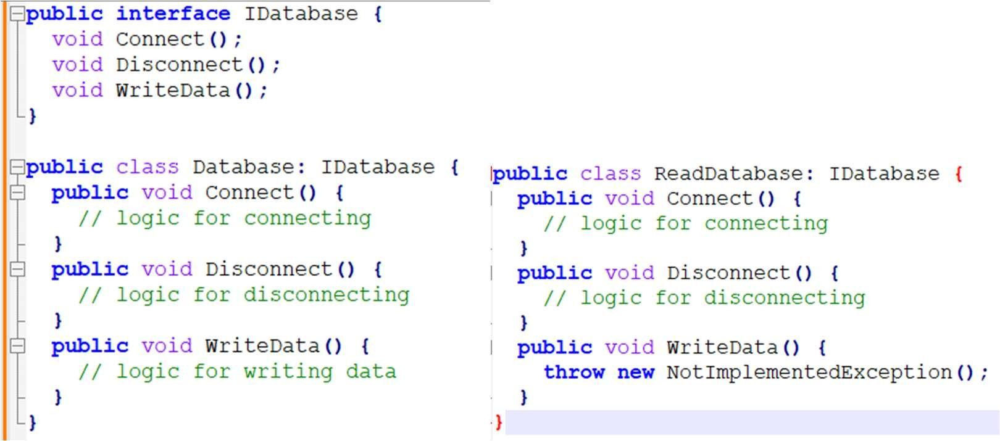 public interface IDatabase {
  void Connect();
  void Disconnect();
  void WriteData();
}
public class Database: IDatabase {
  public void Connect() {
    // logic for connecting
  }
  public void Disconnect() {
    // logic for disconnecting
  }
  public void WriteData() {
    // logic for writing data
  }
}
public class ReadDatabase: IDatabase {
  public void Connect() {
    // logic for connecting
  }
  public void Disconnect() {
    // logic for disconnecting
  }
  public void WriteData() {
    throw new NotImplementedException();
  }
}